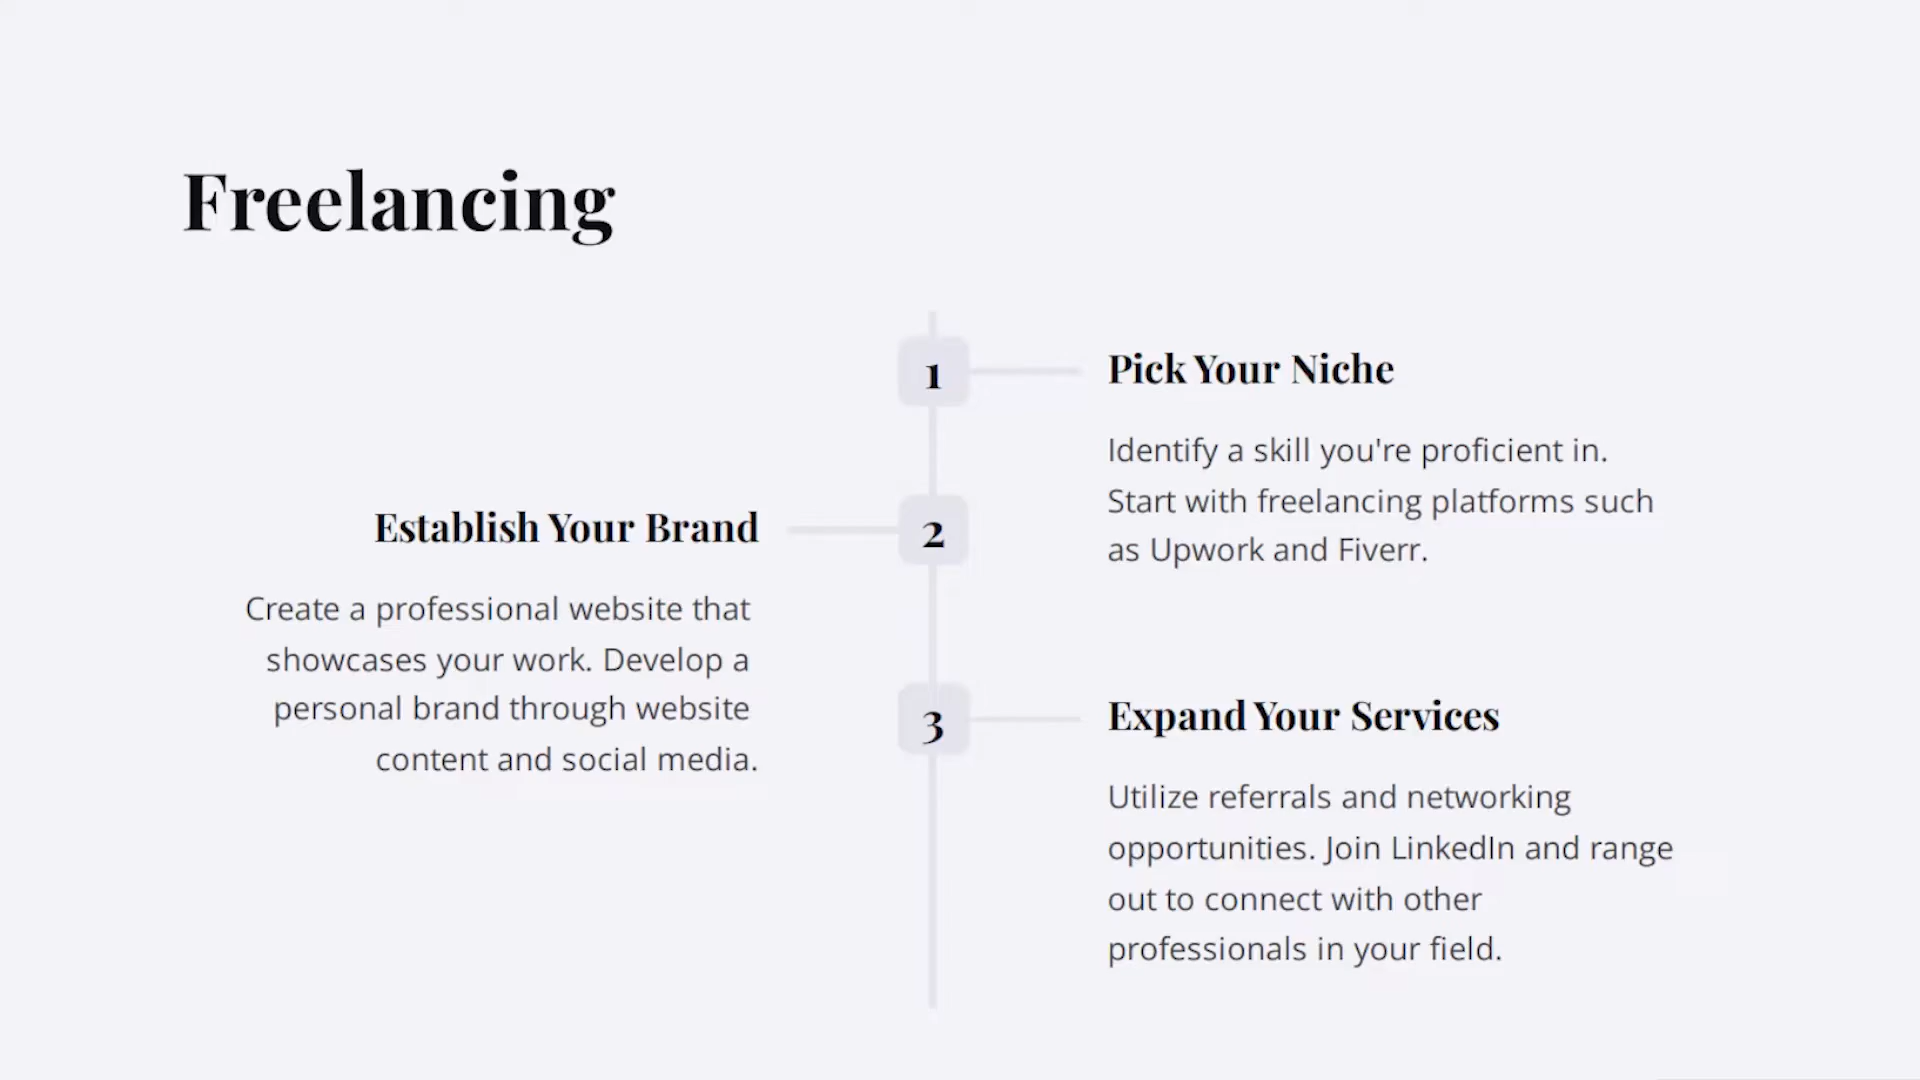 Freelancing
1
Pick Your Niche
Identify a skill you're proficient in.
Start with freelancing platforms such
as Upwork and Fiverr.
2
Establish Your Brand
Create a professional website that
showcases your work. Develop a
personal brand through website
content and social media.
3
Expand Your Services
Utilize referrals and networking
opportunities. Join LinkedIn and range
out to connect with other
professionals in your field.